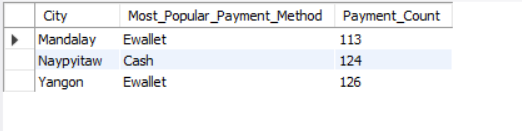 City Most_Popular_Payment_Method Payment_Count
Mandalay Ewallet 113
Naypyitaw Cash 124
Yangon Ewallet 126